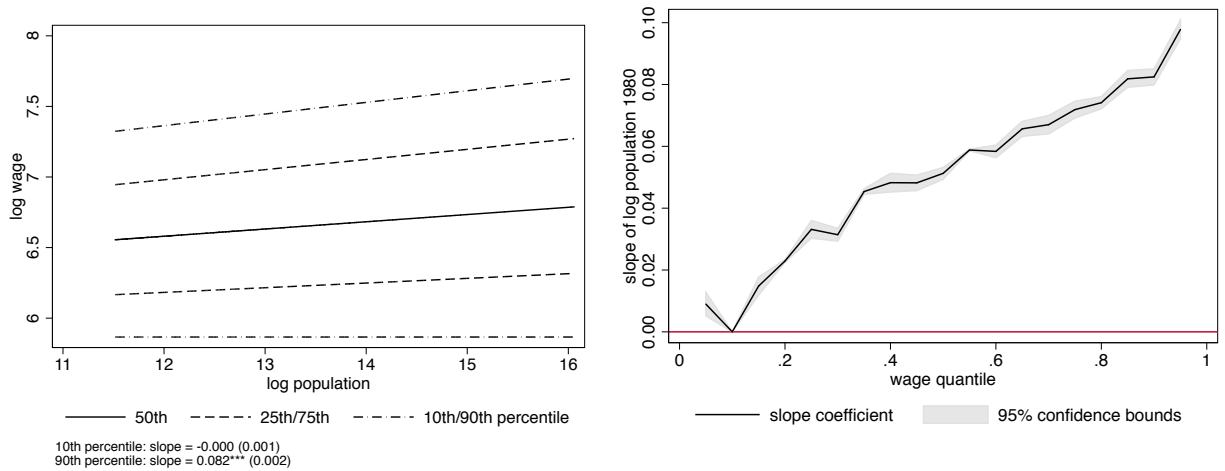 8
7.5
7
6.5
6
log wage
11 12 13 14 15 16
log population
50th 25th/75th 10th/90th percentile
10th percentile: slope = -0.000 (0.001)
90th percentile: slope = 0.082*** (0.002)
0.10
0.08
0.06
0.04
0.02
0.00
slope of log population 1980
0 .2 .4 .6 .8 1
wage quantile
slope coefficient 95% confidence bounds